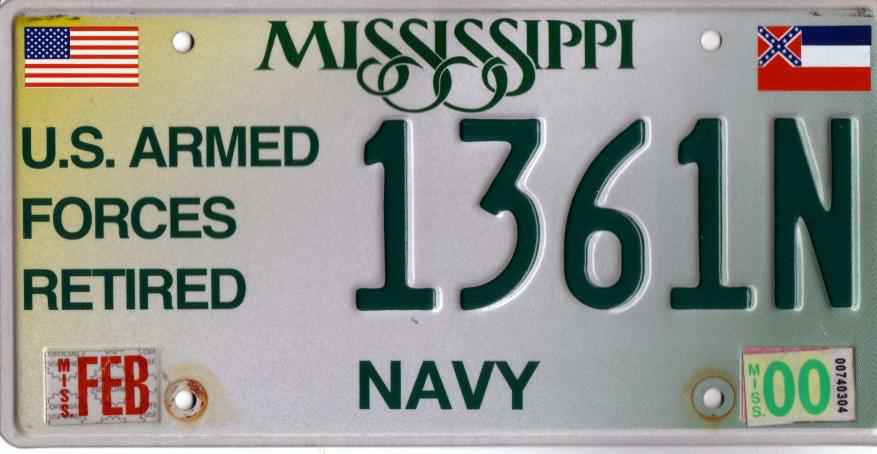 MISSISSIPPI
U.S. ARMED
FORCES
RETIRED
1361N
MISS. FEB
NAVY
MISS. 00 00740304